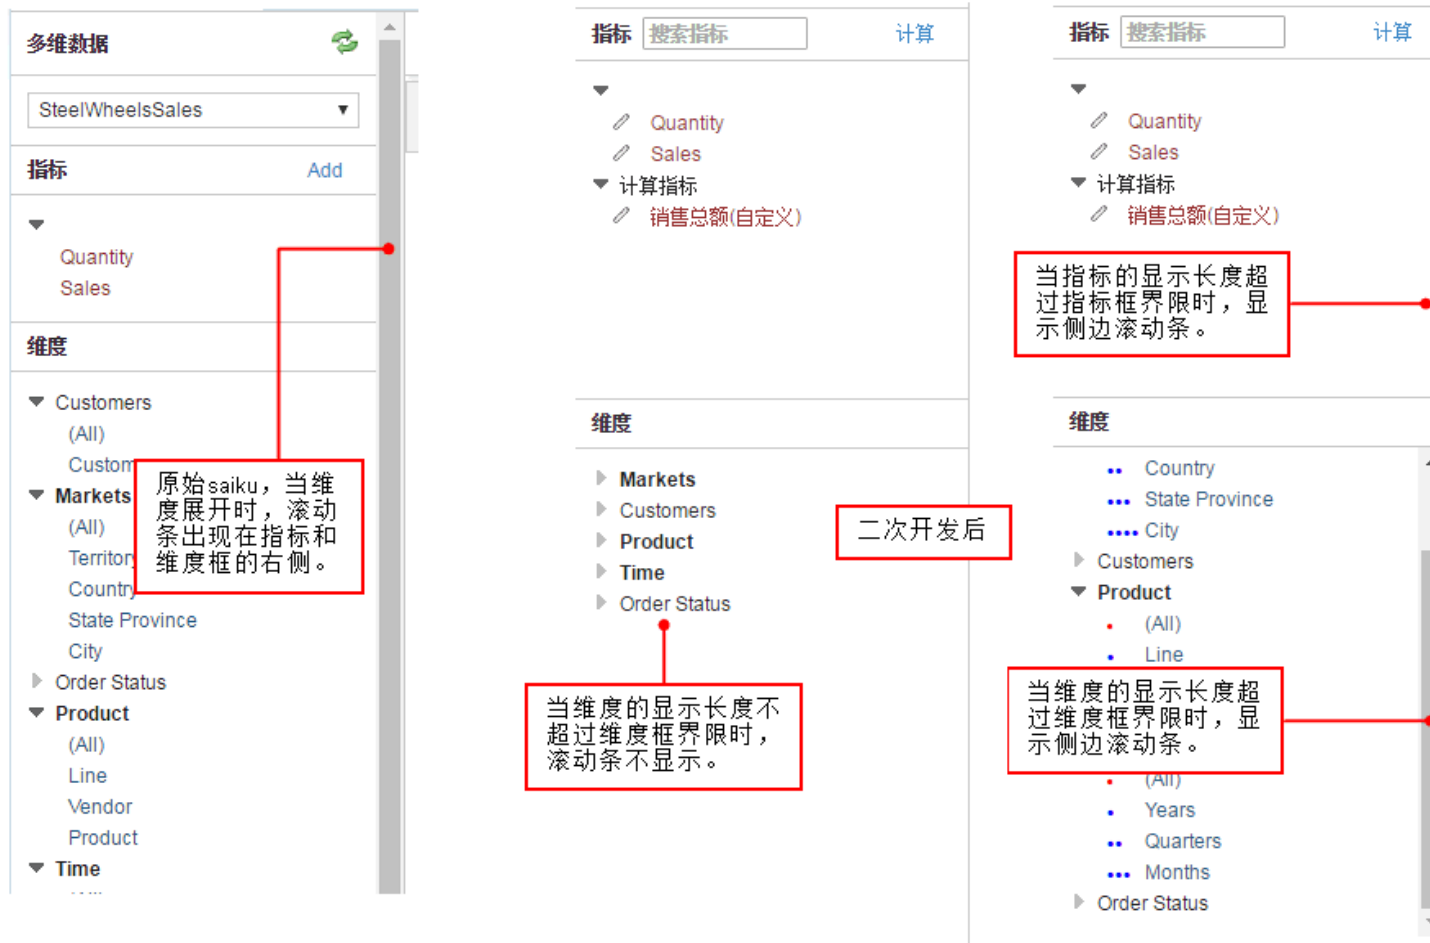 多维数据
SteelWheelsSales
指标 Add
Quantity
Sales
维度
Customers
(All)
Custom
Markets
(All)
Territory
Country
State Province
City
Order Status
Product
(All)
Line
Vendor
Product
Time
原始saiku，当维
度展开时，滚动
条出现在指标和
维度框的右侧。
指标 搜索指标 计算
Quantity
Sales
计算指标
销售总额(自定义)
维度
Markets
Customers
Product
Time
Order Status
二次开发后
当维度的显示长度不
超过维度框界限时，
滚动条不显示。
指标 搜索指标 计算
Quantity
Sales
计算指标
销售总额(自定义)
当指标的显示长度超
过指标框界限时，显
示侧边滚动条。
维度
Country
State Province
City
Customers
Product
(All)
Line
当维度的显示长度超
过维度框界限时，显
示侧边滚动条。
(All)
Years
Quarters
Months
Order Status